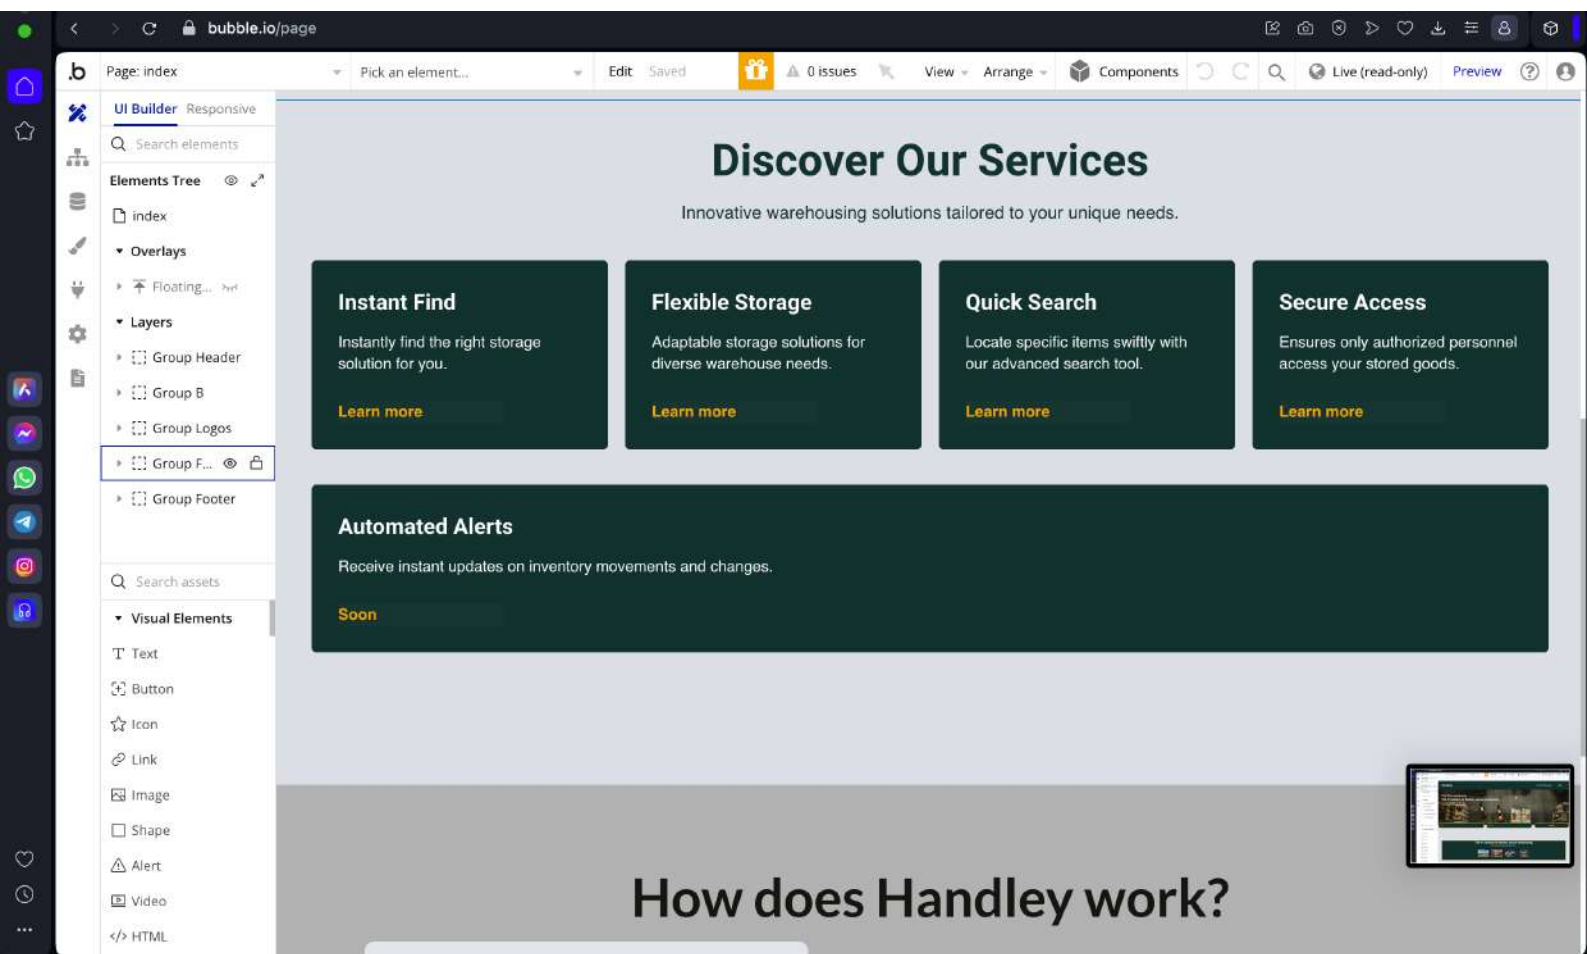 bubble.io/page
.b
Page: index
Pick an element...
Edit
Saved
0 issues
View
Arrange
Components
Live (read-only)
Preview
UI Builder
Responsive
Search elements
Elements Tree
index
Overlays
Floating...
Layers
Group Header
Group B
Group Logos
Group F...
Group Footer
Search assets
Visual Elements
Text
Button
Icon
Link
Image
Shape
Alert
Video
</> HTML
Discover Our Services
Innovative warehousing solutions tailored to your unique needs.
Instant Find
Instantly find the right storage
solution for you.
Learn more
Flexible Storage
Adaptable storage solutions for
diverse warehouse needs.
Learn more
Quick Search
Locate specific items swiftly with
our advanced search tool.
Learn more
Secure Access
Ensures only authorized personnel
access your stored goods.
Learn more
Automated Alerts
Receive instant updates on inventory movements and changes.
Soon
How does Handley work?